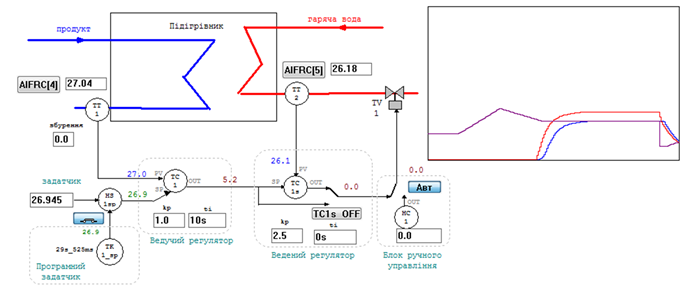 Підігрівник
продукт
гаряча вода
AIFRC[4]
27.04
AIFRC[5]
26.18
TT
1
TT
2
TV
1
вбурення
0.0
задатчик
26.945
HS
1sp
26.9
27.0
PV
SP
TC
1
OUT
5.2
26.1
PV
SP
TC
1s
OUT
0.0
0.0
Авт
OUT
HC
1
0.0
TC1s OFF
kp
1.0
ti
10s
Ведучий регулятор
kp
2.5
ti
0s
Ведений регулятор
Блок ручного
управління
26.9
29s_525ms
TK
1_sp
Програмний
задатчик